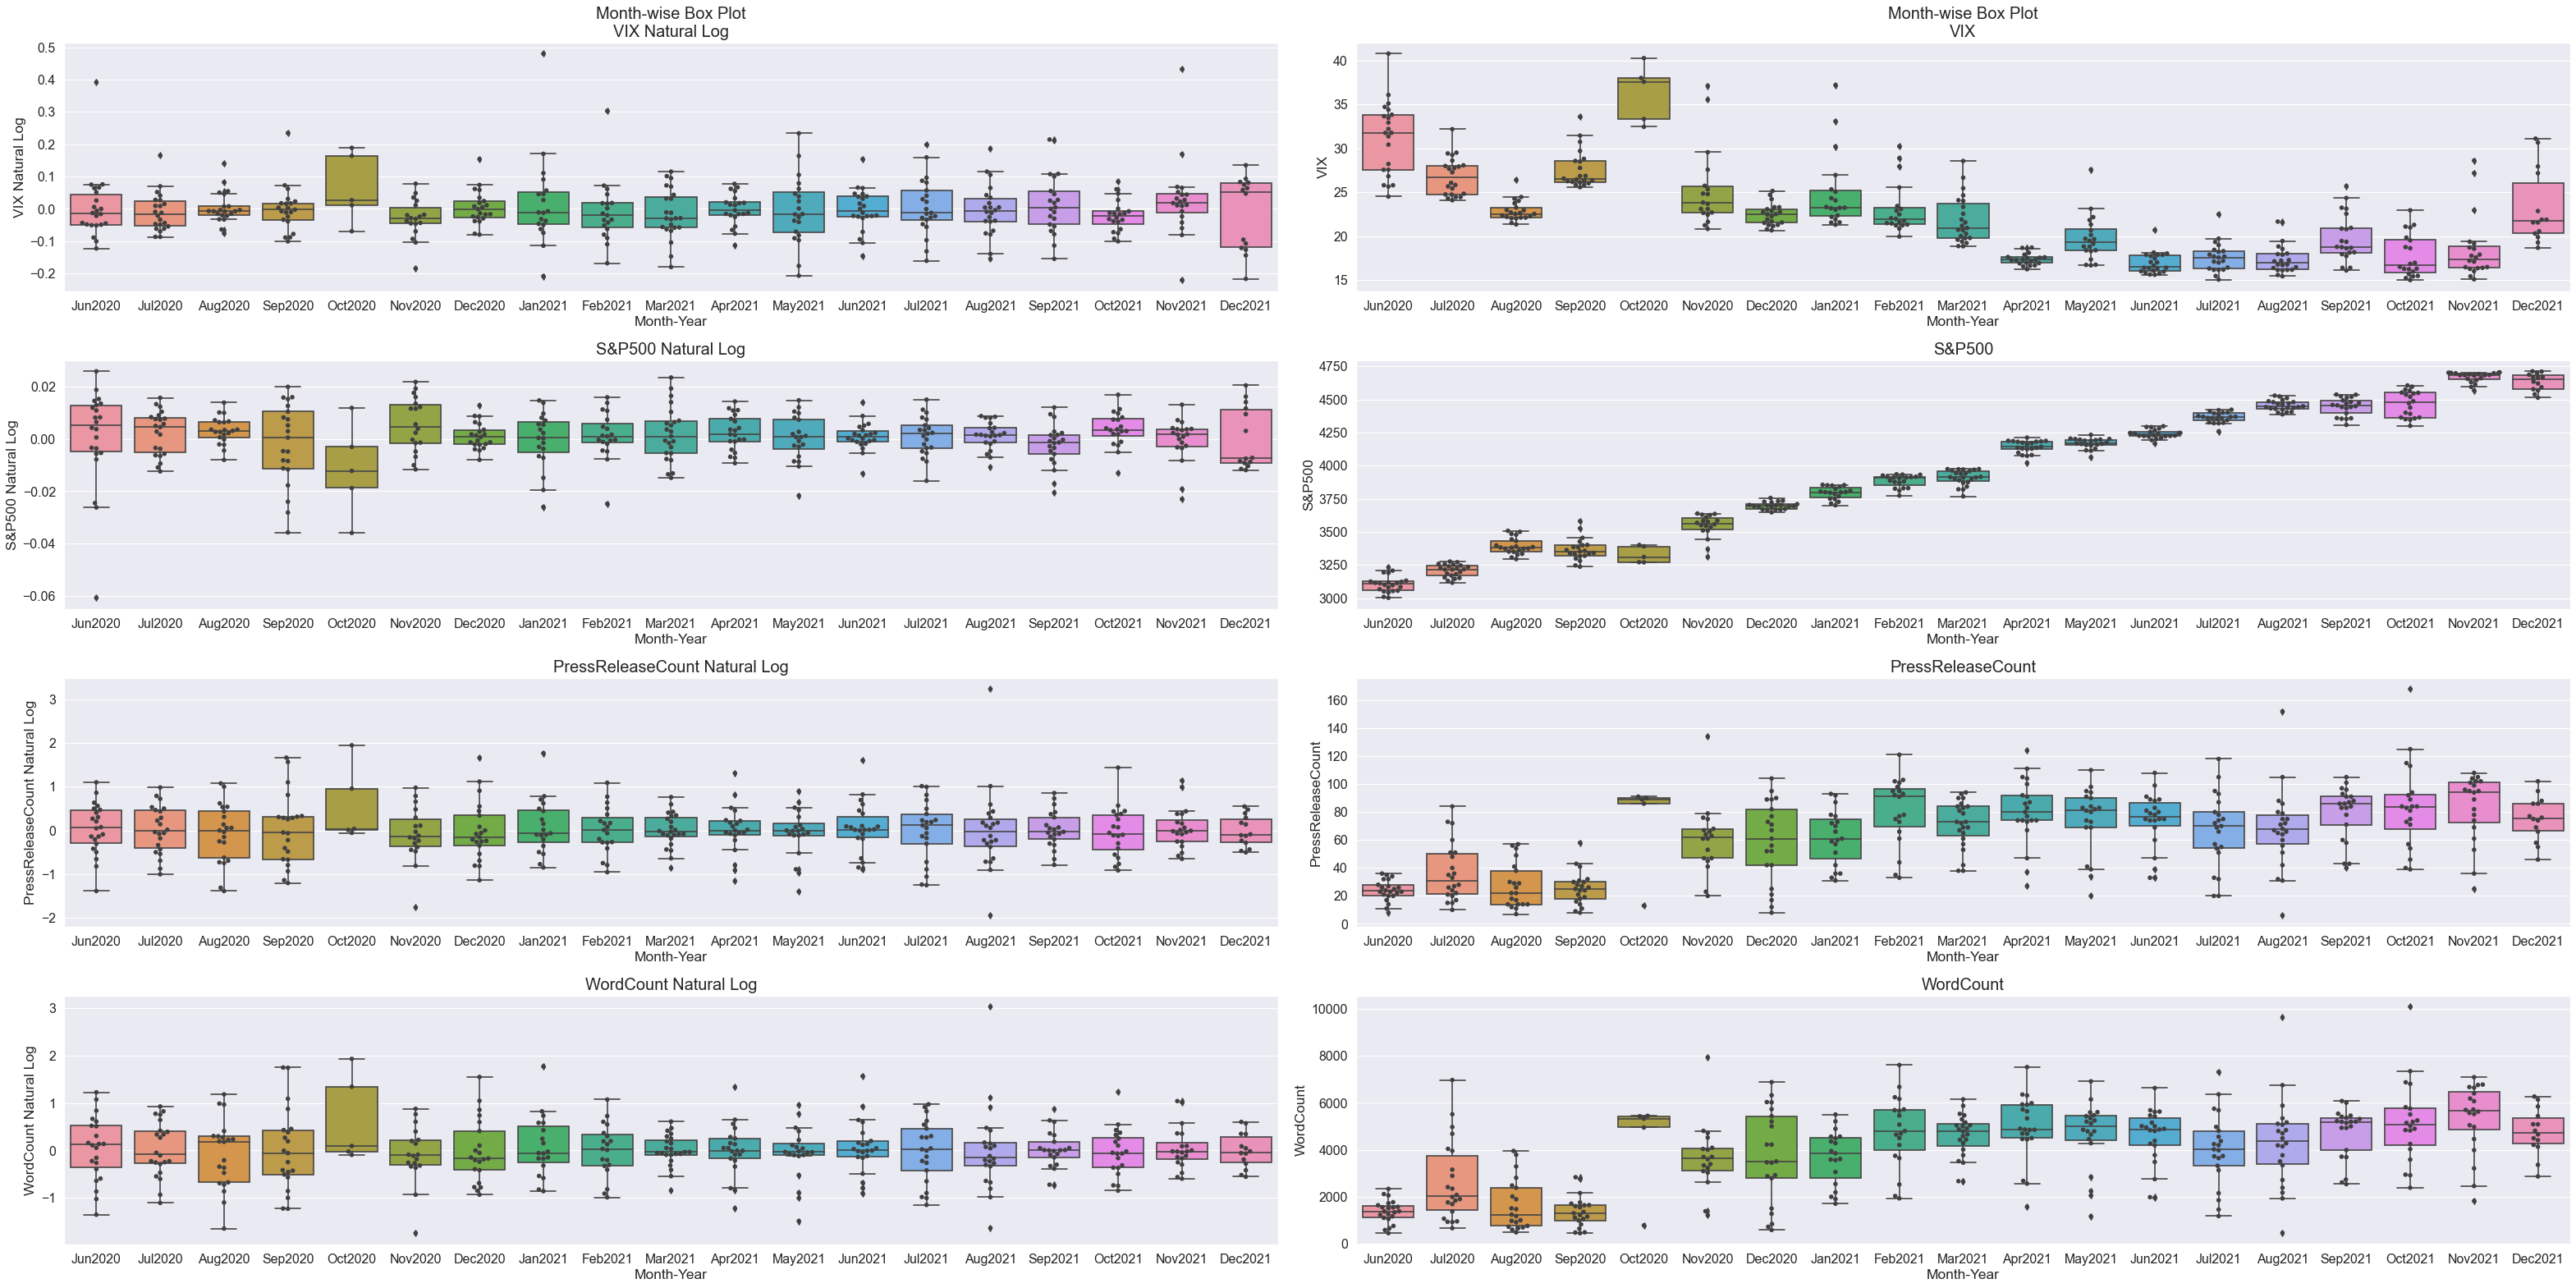 Month-wise Box Plot
VIX Natural Log
VIX Natural Log
0.5
0.4
0.3
0.2
0.1
0.0
−0.1
−0.2
Jun2020 Jul2020 Aug2020 Sep2020 Oct2020 Nov2020 Dec2020 Jan2021 Feb2021 Mar2021 Apr2021 May2021 Jun2021 Jul2021 Aug2021 Sep2021 Oct2021 Nov2021 Dec2021
Month-Year
Month-wise Box Plot
VIX
VIX
40
35
30
25
20
15
Jun2020 Jul2020 Aug2020 Sep2020 Oct2020 Nov2020 Dec2020 Jan2021 Feb2021 Mar2021 Apr2021 May2021 Jun2021 Jul2021 Aug2021 Sep2021 Oct2021 Nov2021 Dec2021
Month-Year
S&P500 Natural Log
S&P500 Natural Log
0.02
0.00
−0.02
−0.04
−0.06
Jun2020 Jul2020 Aug2020 Sep2020 Oct2020 Nov2020 Dec2020 Jan2021 Feb2021 Mar2021 Apr2021 May2021 Jun2021 Jul2021 Aug2021 Sep2021 Oct2021 Nov2021 Dec2021
Month-Year
S&P500
S&P500
4750
4500
4250
4000
3750
3500
3250
3000
Jun2020 Jul2020 Aug2020 Sep2020 Oct2020 Nov2020 Dec2020 Jan2021 Feb2021 Mar2021 Apr2021 May2021 Jun2021 Jul2021 Aug2021 Sep2021 Oct2021 Nov2021 Dec2021
Month-Year
PressReleaseCount Natural Log
PressReleaseCount Natural Log
3
2
1
0
−1
−2
Jun2020 Jul2020 Aug2020 Sep2020 Oct2020 Nov2020 Dec2020 Jan2021 Feb2021 Mar2021 Apr2021 May2021 Jun2021 Jul2021 Aug2021 Sep2021 Oct2021 Nov2021 Dec2021
Month-Year
PressReleaseCount
PressReleaseCount
160
140
120
100
80
60
40
20
0
Jun2020 Jul2020 Aug2020 Sep2020 Oct2020 Nov2020 Dec2020 Jan2021 Feb2021 Mar2021 Apr2021 May2021 Jun2021 Jul2021 Aug2021 Sep2021 Oct2021 Nov2021 Dec2021
Month-Year
WordCount Natural Log
WordCount Natural Log
3
2
1
0
−1
Jun2020 Jul2020 Aug2020 Sep2020 Oct2020 Nov2020 Dec2020 Jan2021 Feb2021 Mar2021 Apr2021 May2021 Jun2021 Jul2021 Aug2021 Sep2021 Oct2021 Nov2021 Dec2021
Month-Year
WordCount
WordCount
10000
8000
6000
4000
2000
0
Jun2020 Jul2020 Aug2020 Sep2020 Oct2020 Nov2020 Dec2020 Jan2021 Feb2021 Mar2021 Apr2021 May2021 Jun2021 Jul2021 Aug2021 Sep2021 Oct2021 Nov2021 Dec2021
Month-Year